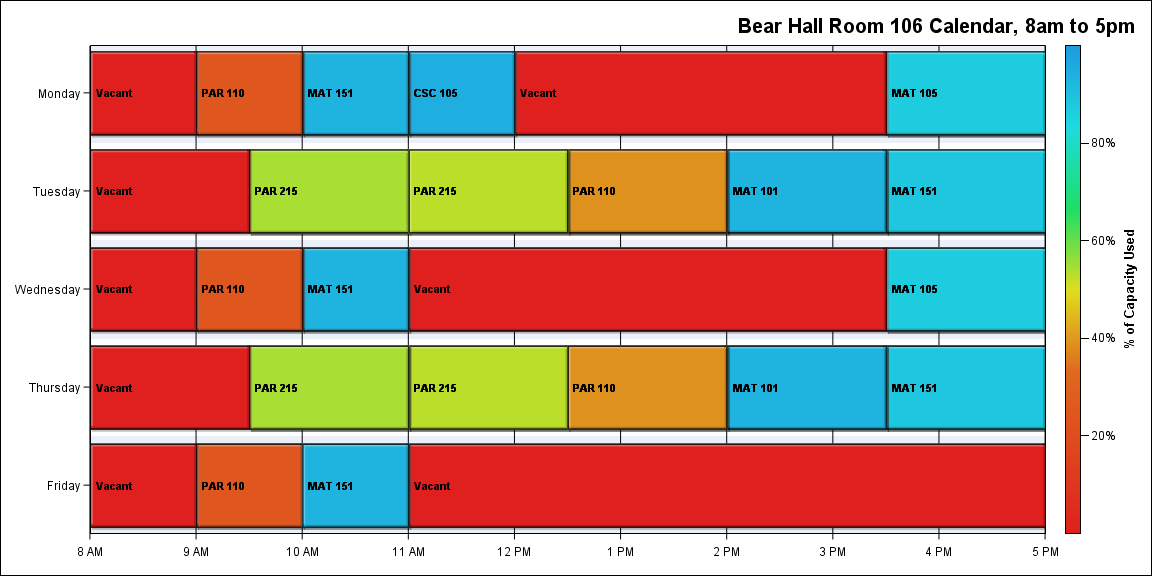 Bear Hall Room 106 Calendar, 8am to 5pm
Monday
Vacant
PAR 110
MAT 151
CSC 105
Vacant
MAT 105
Tuesday
Vacant
PAR 215
PAR 215
PAR 110
MAT 101
MAT 151
Wednesday
Vacant
PAR 110
MAT 151
Vacant
MAT 105
Thursday
Vacant
PAR 215
PAR 215
PAR 110
MAT 101
MAT 151
Friday
Vacant
PAR 110
MAT 151
Vacant
8 AM
9 AM
10 AM
11 AM
12 PM
1 PM
2 PM
3 PM
4 PM
5 PM
80%
60%
40%
20%
% of Capacity Used